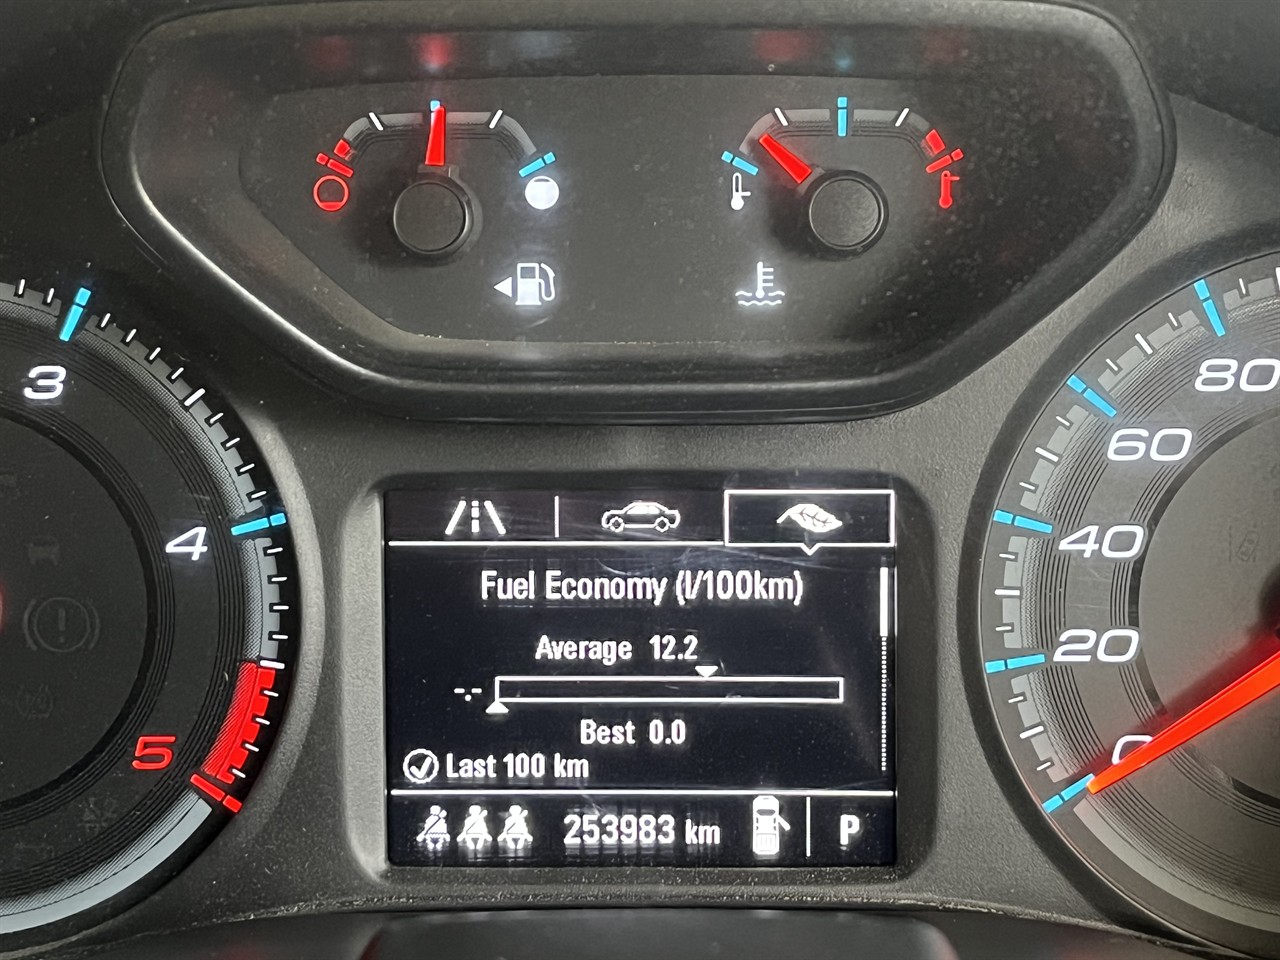 3
4
5
80
60
40
20
0
Fuel Economy (l/100km)
Average 12.2
-.-
Best 0.0
Last 100 km
253983 km
P